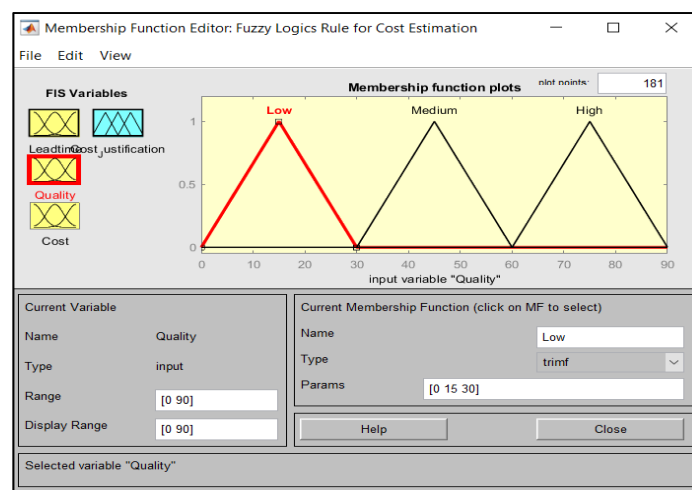 Membership Function Editor: Fuzzy Logics Rule for Cost Estimation
File Edit View
FIS Variables
Membership function plots
plot points:
181
Leadtime
Cost_Justification
Quality
Cost
Low
Medium
High
1
0.5
0
0 10 20 30 40 50 60 70 80 90
input variable "Quality"
Current Variable
Name Quality
Type input
Range [0 90]
Display Range [0 90]
Current Membership Function (click on MF to select)
Name Low
Type trimf
Params [0 15 30]
Help
Close
Selected variable "Quality"